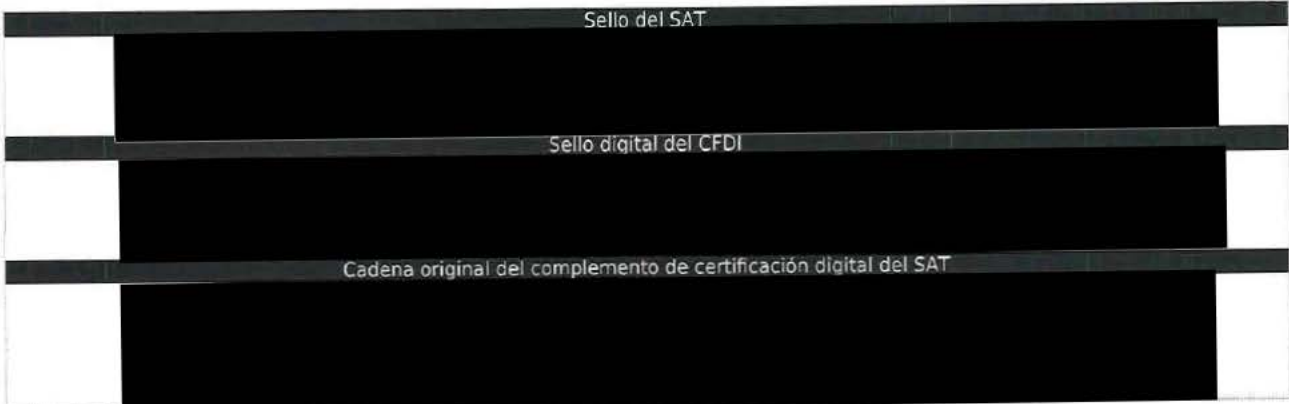 Sello del SAT
Sello digital del CFDI
Cadena original del complemento de certificación digital del SAT